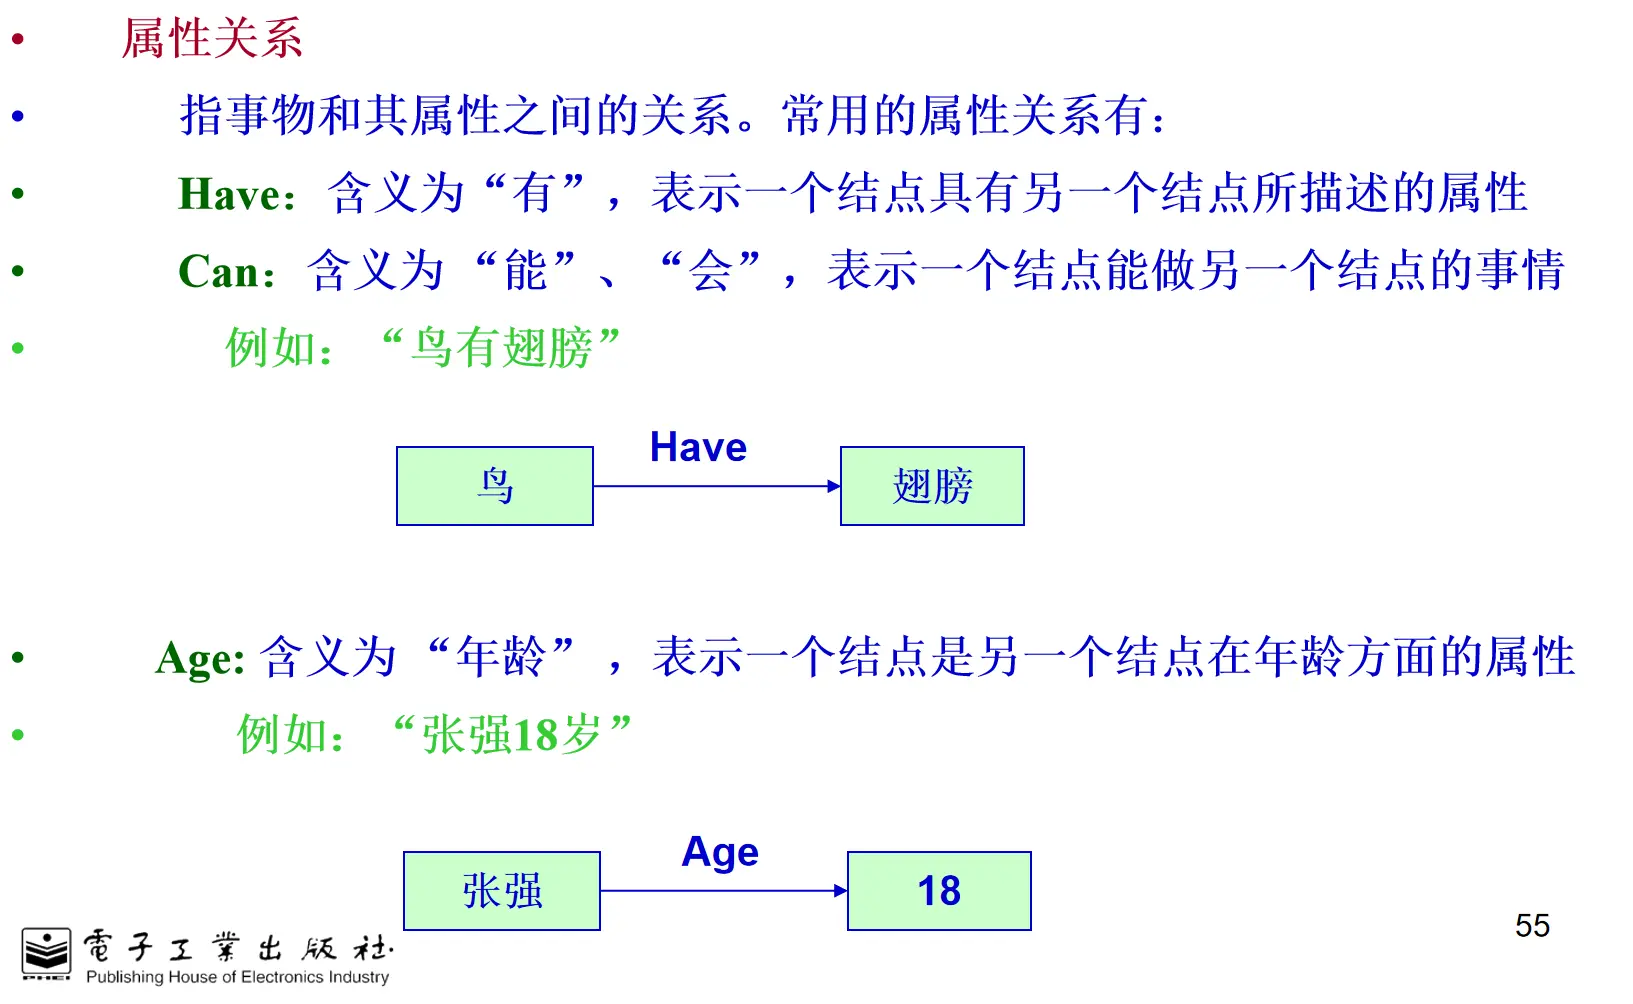 • 属性关系
• 指事物和其属性之间的关系。常用的属性关系有：
• Have：含义为“有”，表示一个结点具有另一个结点所描述的属性
• Can：含义为 “能”、“会”，表示一个结点能做另一个结点的事情
• 例如：“鸟有翅膀”
Have
鸟 翅膀
• Age: 含义为 “年龄” ，表示一个结点是另一个结点在年龄方面的属性
• 例如：“张强18岁”
Age
张强 18
55
電子工業出版社
PHEI
Publishing House of Electronics Industry